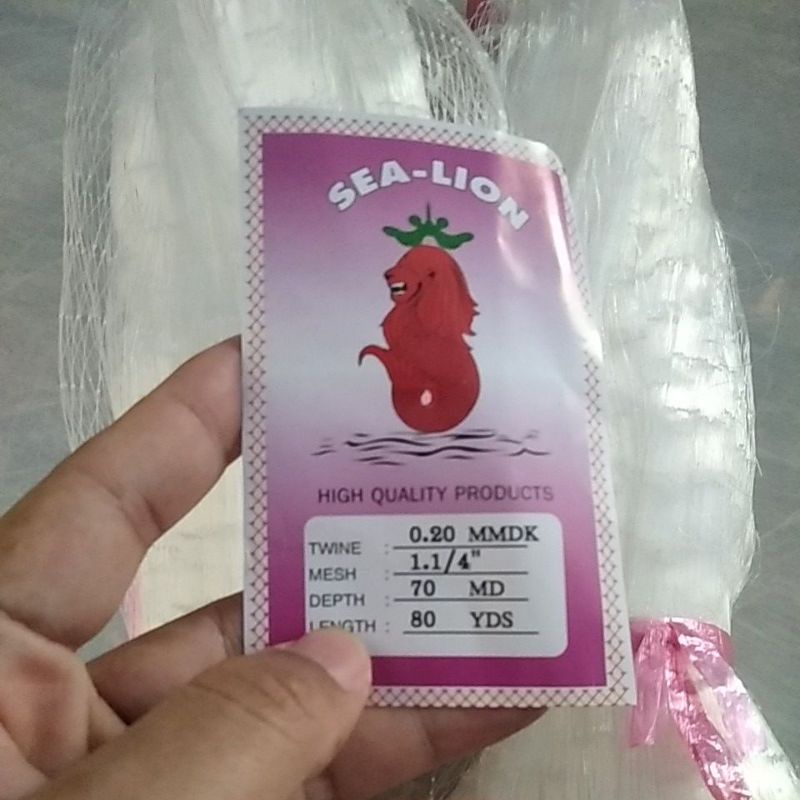 SEA-LION
HIGH QUALITY PRODUCTS
TWINE : 0.20 MMDK
MESH : 1.1/4"
DEPTH : 70 MD
LENGTH : 80 YDS